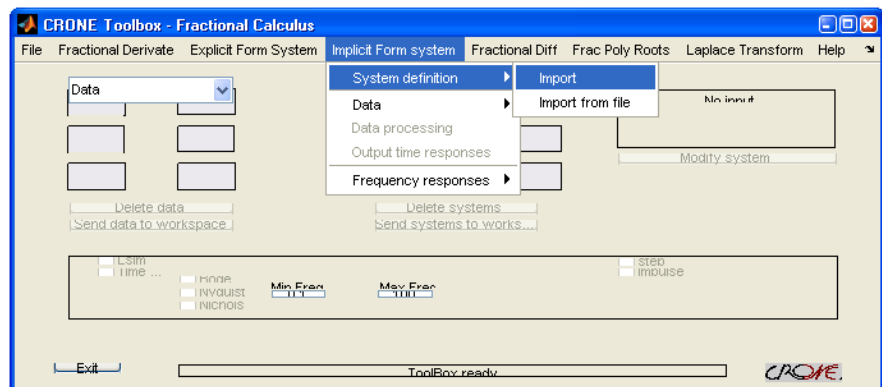 CRONE Toolbox - Fractional Calculus
File Fractional Derivate Explicit Form System Implicit Form system Fractional Diff Frac Poly Roots Laplace Transform Help
System definition Import
Data
Data Import from file No input
Data processing
Output time responses
Modify system
Frequency responses
Delete data Delete systems
Send data to workspace Send systems to works...
Lsim step
Time ... Impulse
Bode
Nyquist Min Freq Max Freq
0.1 100
Nichols
Exit ToolBox ready CRONE